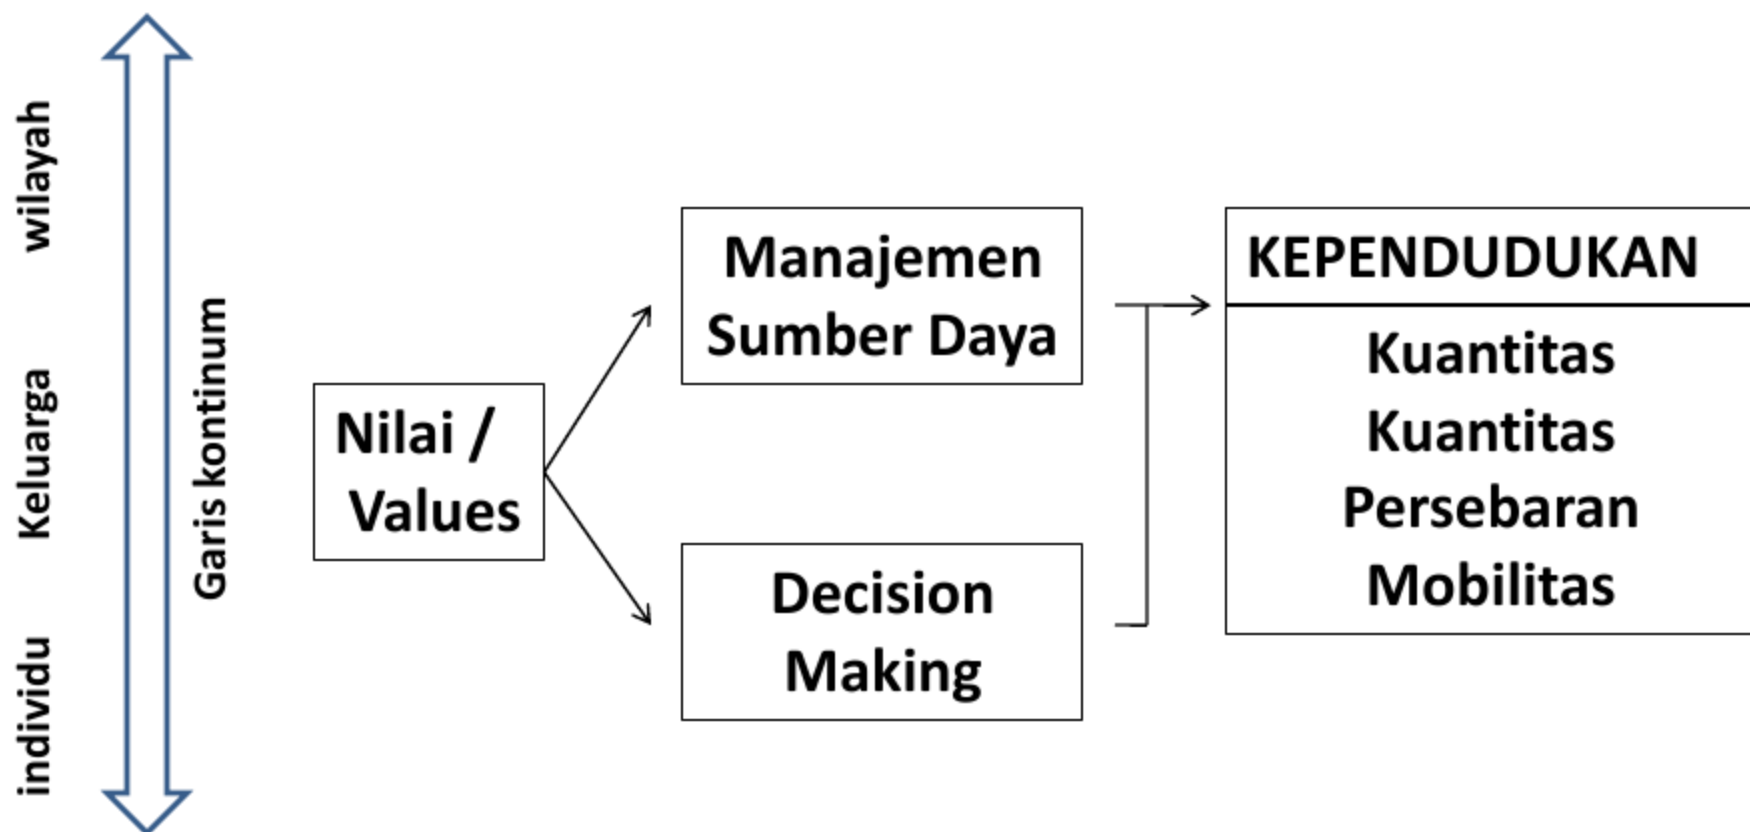 wilayah
Keluarga
individu
Garis kontinum
Nilai /
Values
Manajemen
Sumber Daya
Decision
Making
KEPENDUDUKAN
Kuantitas
Kuantitas
Persebaran
Mobilitas